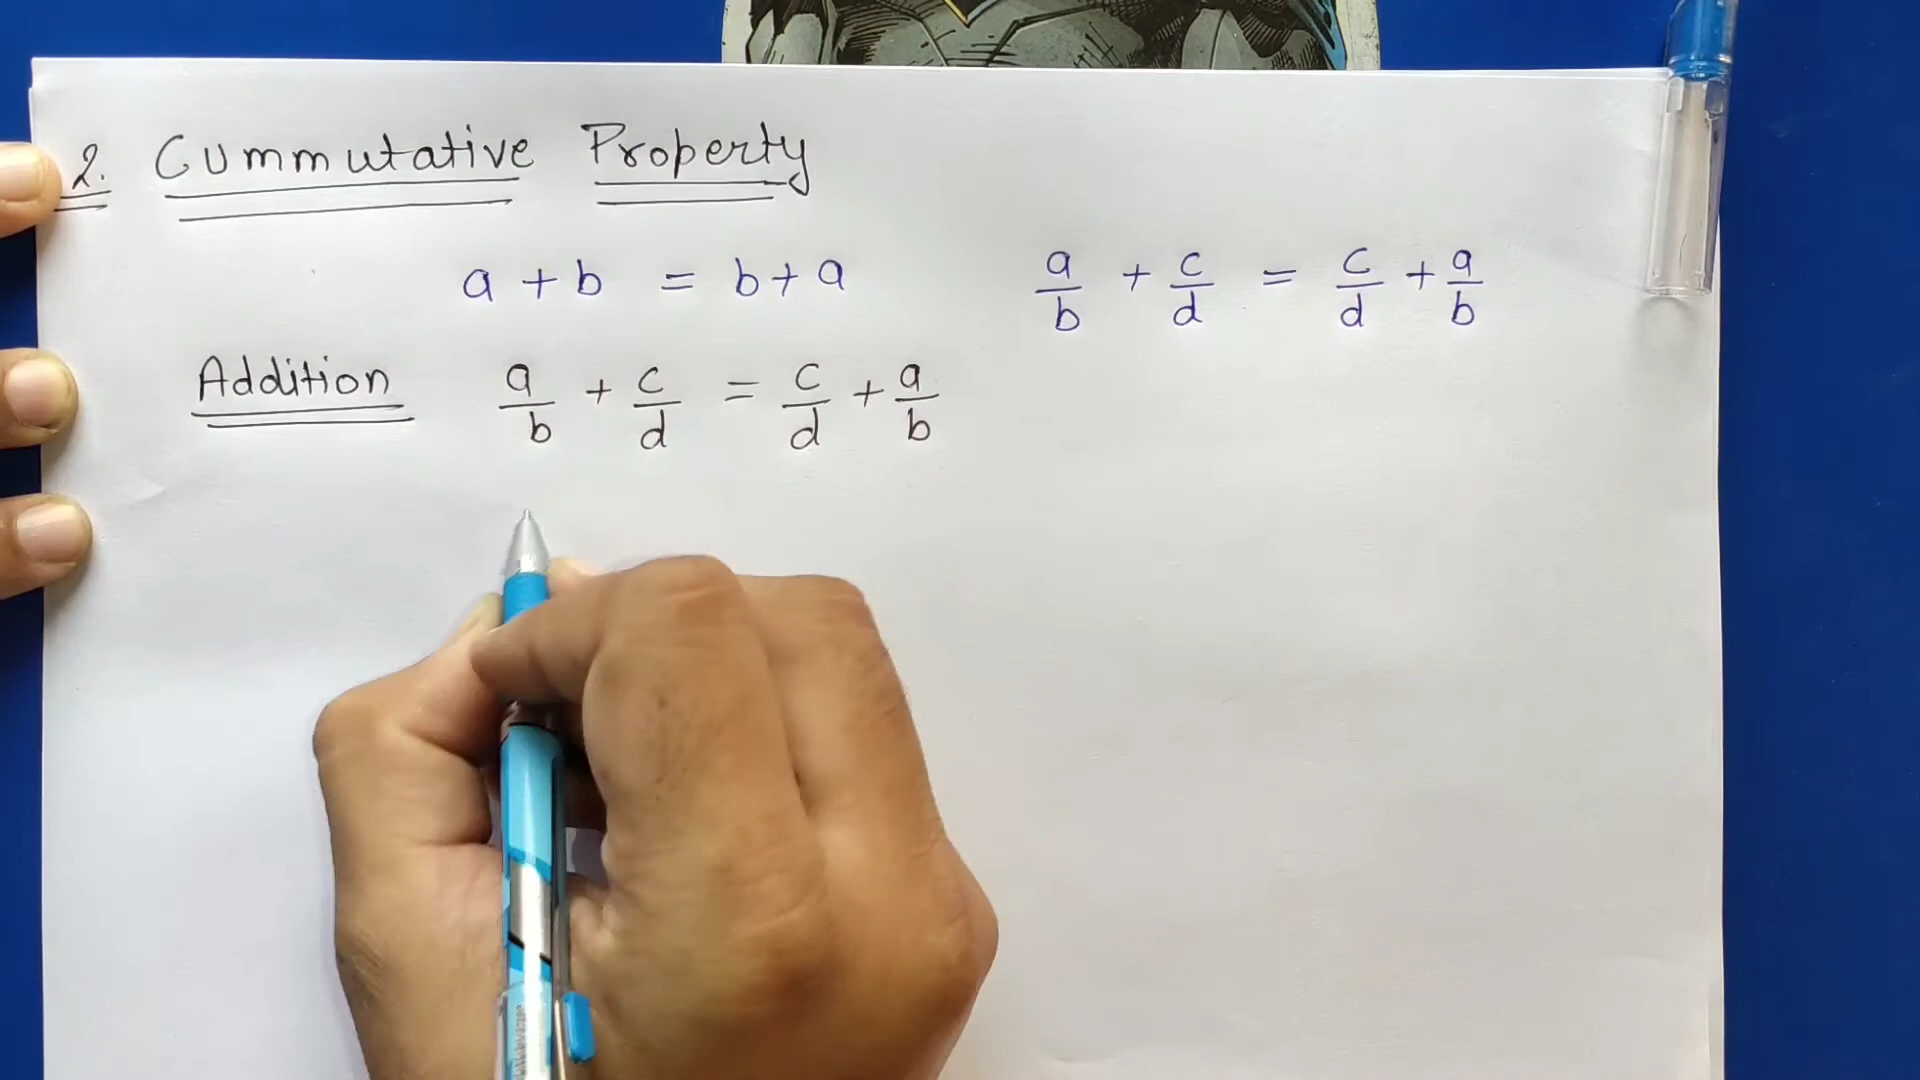 2. Cummutative Property
a + b = b + a    a/b + c/d = c/d + a/b
Addition a/b + c/d = c/d + a/b